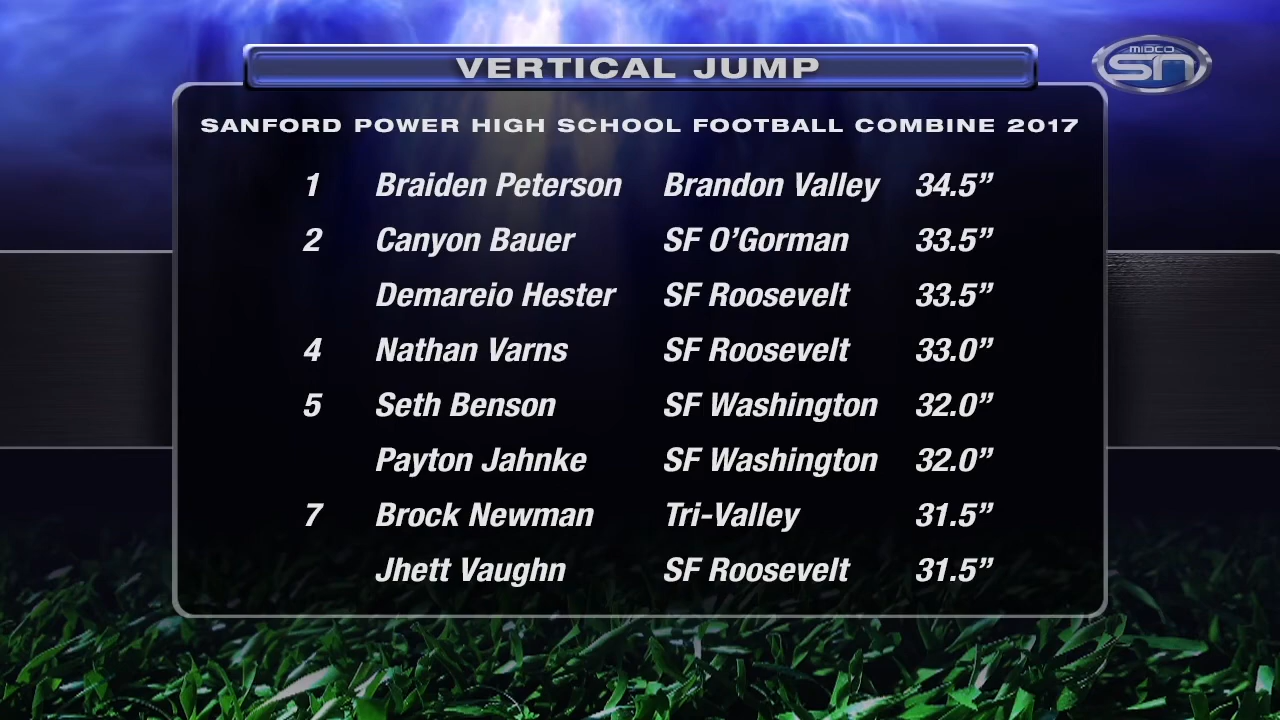 VERTICAL JUMP
MIDCO
SN
SANFORD POWER HIGH SCHOOL FOOTBALL COMBINE 2017
1 Braiden Peterson Brandon Valley 34.5”
2 Canyon Bauer SF O’Gorman 33.5”
Demareio Hester SF Roosevelt 33.5”
4 Nathan Varns SF Roosevelt 33.0”
5 Seth Benson SF Washington 32.0”
Payton Jahnke SF Washington 32.0”
7 Brock Newman Tri-Valley 31.5”
Jhett Vaughn SF Roosevelt 31.5”